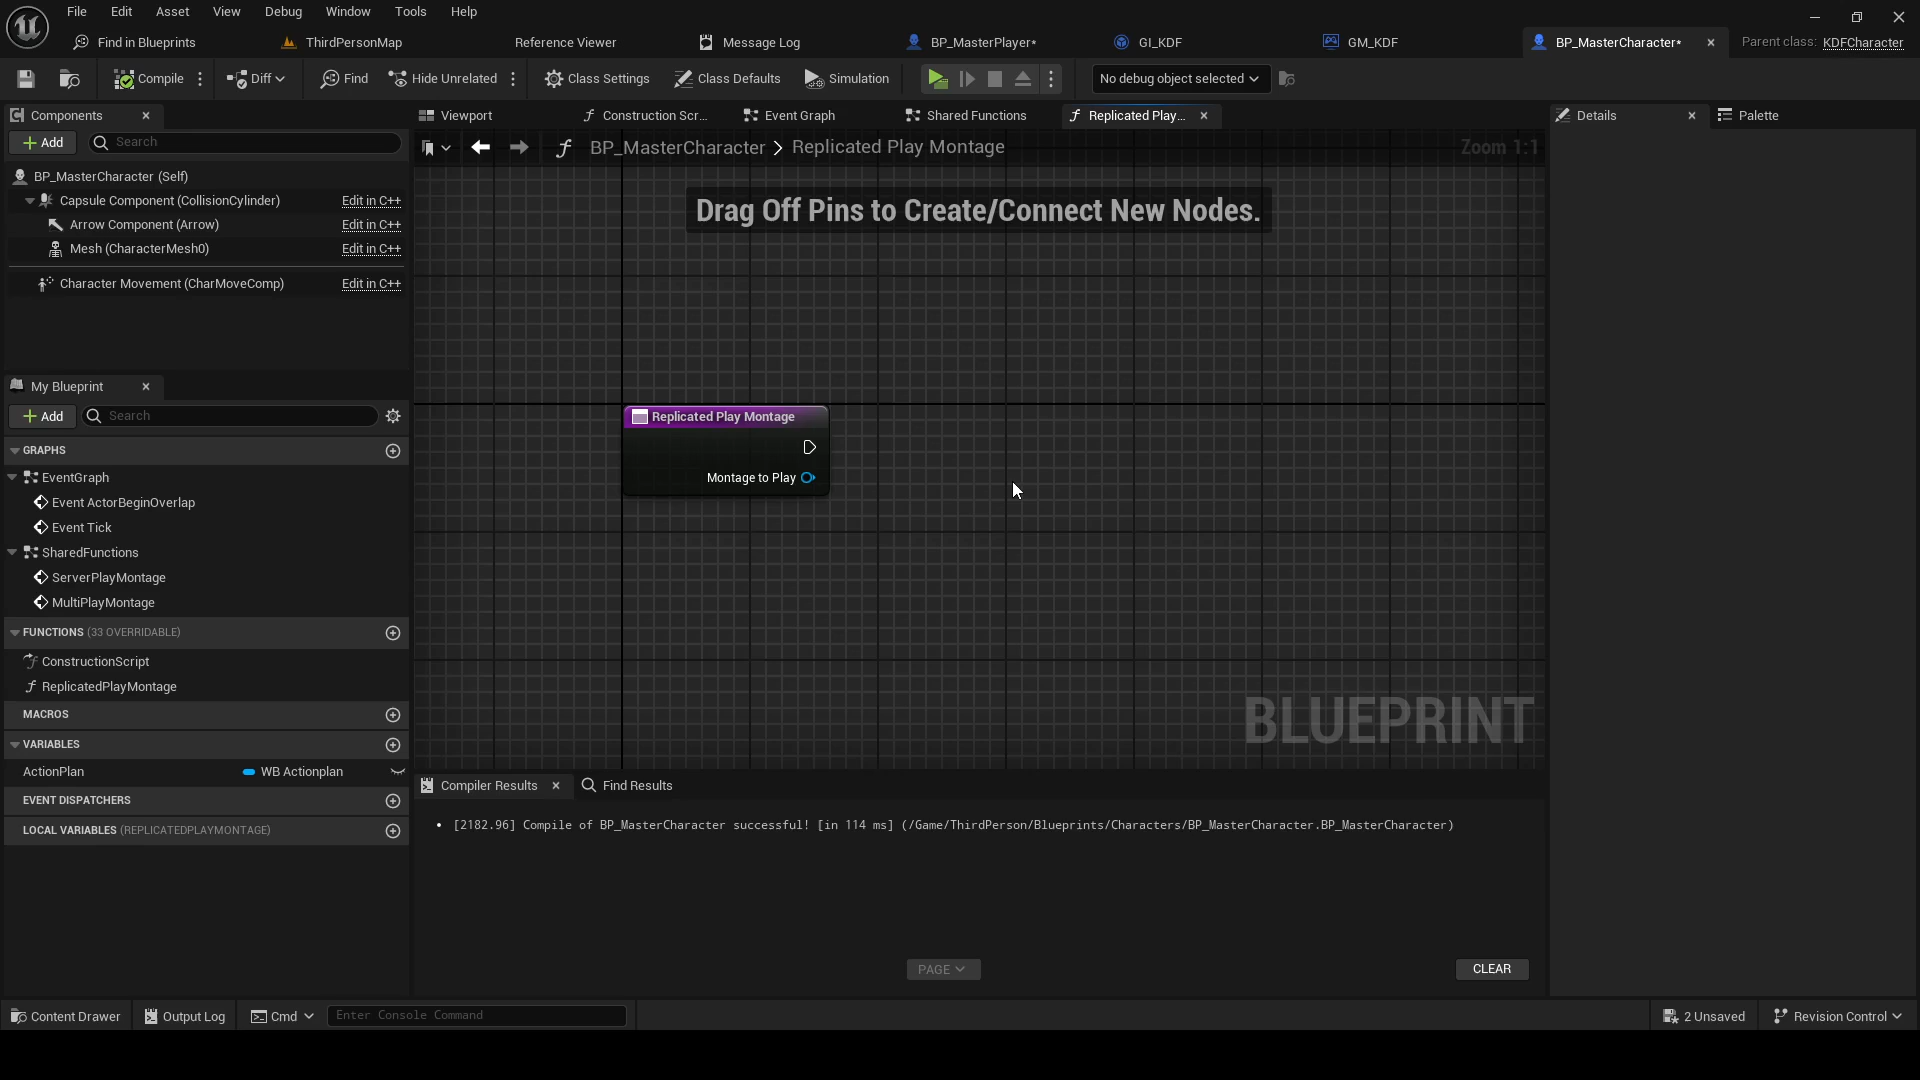 File Edit Asset View Debug Window Tools Help
Find in Blueprints ThirdPersonMap Reference Viewer Message Log BP_MasterPlayer* GI_KDF GM_KDF BP_MasterCharacter* Parent class: KDFCharacter
Compile Diff Find Hide Unrelated Class Settings Class Defaults Simulation No debug object selected
Components
Add Search
BP_MasterCharacter (Self)
Capsule Component (CollisionCylinder) Edit in C++
Arrow Component (Arrow) Edit in C++
Mesh (CharacterMesh0) Edit in C++
Character Movement (CharMoveComp) Edit in C++
My Blueprint
Add Search
GRAPHS
EventGraph
Event ActorBeginOverlap
Event Tick
SharedFunctions
ServerPlayMontage
MultiPlayMontage
FUNCTIONS (33 OVERRIDABLE)
ConstructionScript
ReplicatedPlayMontage
MACROS
VARIABLES
ActionPlan WB Actionplan
EVENT DISPATCHERS
LOCAL VARIABLES (REPLICATEDPLAYMONTAGE)
Viewport Construction Scr... Event Graph Shared Functions Replicated Play...
BP_MasterCharacter > Replicated Play Montage Zoom 1:1
Drag Off Pins to Create/Connect New Nodes.
Replicated Play Montage
Montage to Play
BLUEPRINT
Compiler Results Find Results
[2182.96] Compile of BP_MasterCharacter successful! [in 114 ms] (/Game/ThirdPerson/Blueprints/Characters/BP_MasterCharacter.BP_MasterCharacter)
PAGE CLEAR
Details Palette
Content Drawer Output Log Cmd Enter Console Command 2 Unsaved Revision Control